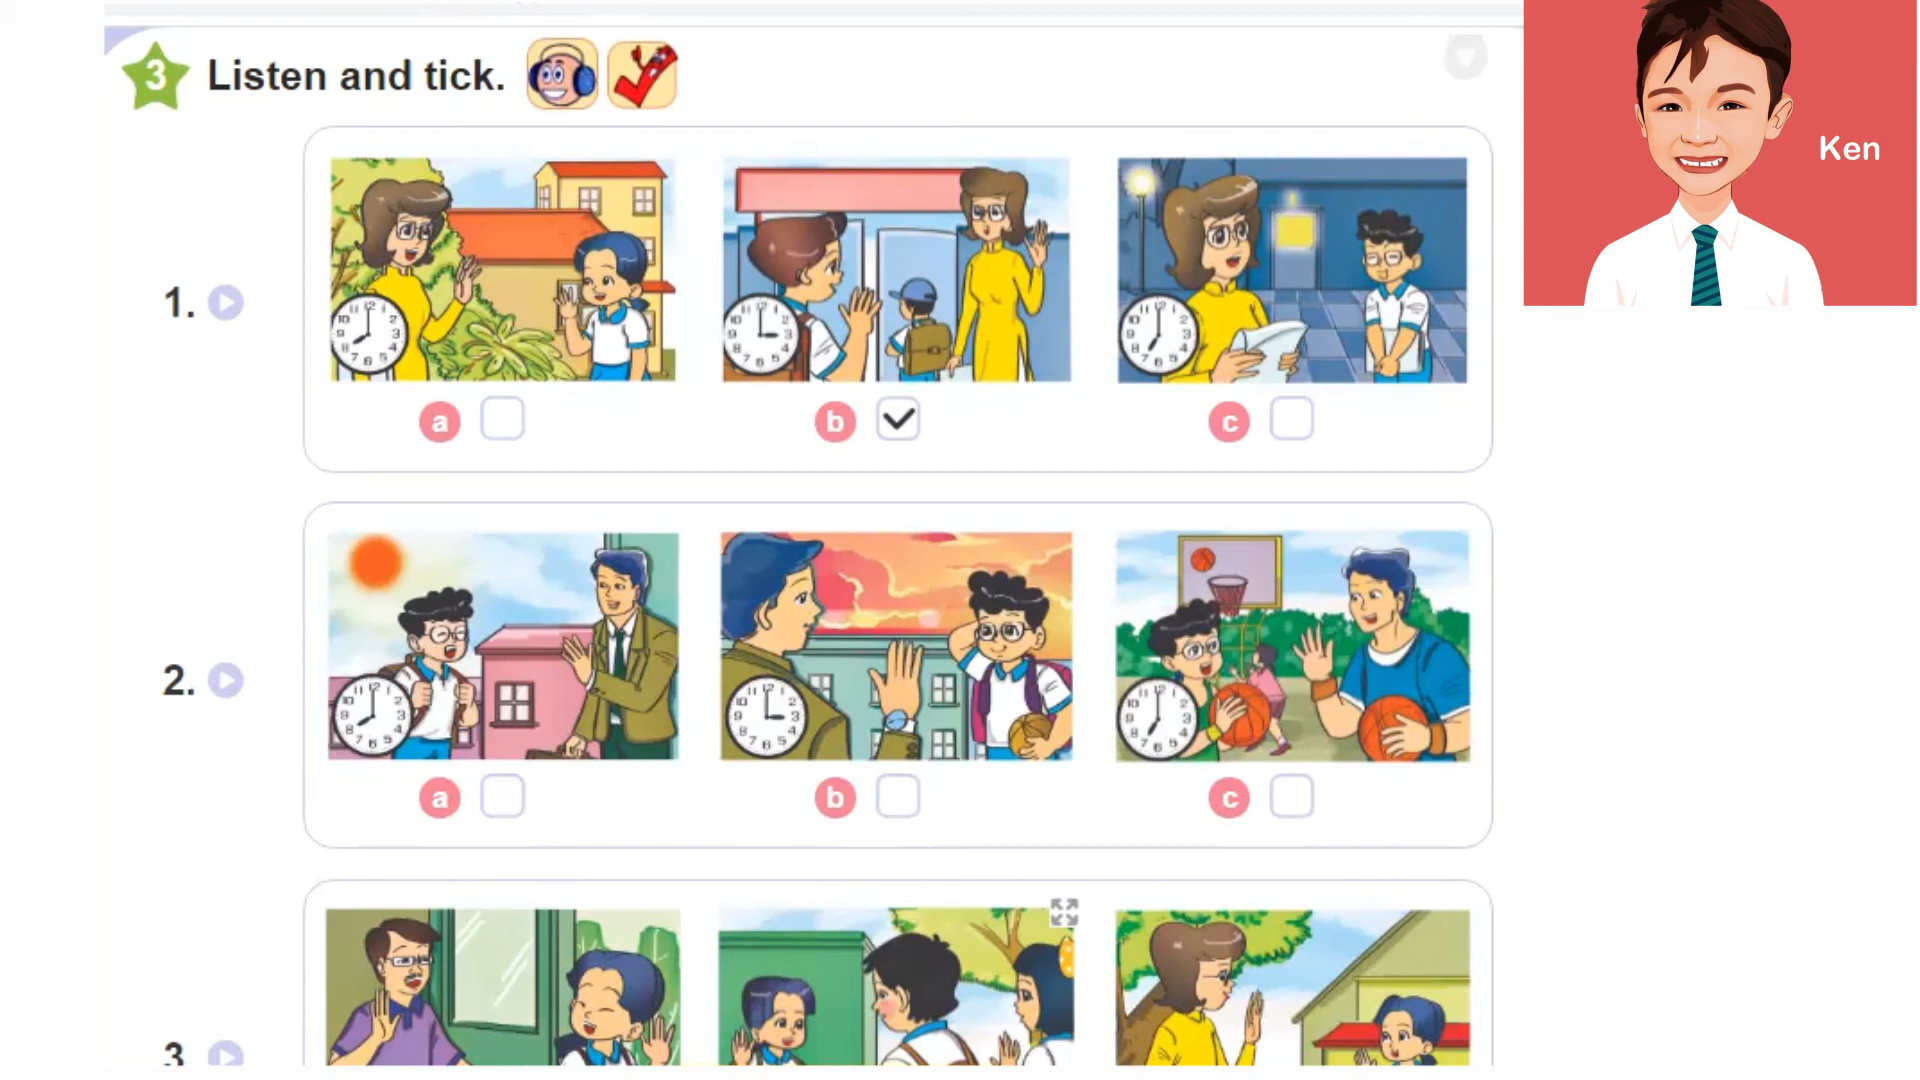 3 Listen and tick.
Ken
1.
a b c
2.
a b c
3